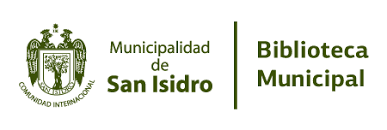 Municipalidad
de
San Isidro
Biblioteca
Municipal
COMUNIDAD INTERNACIONAL